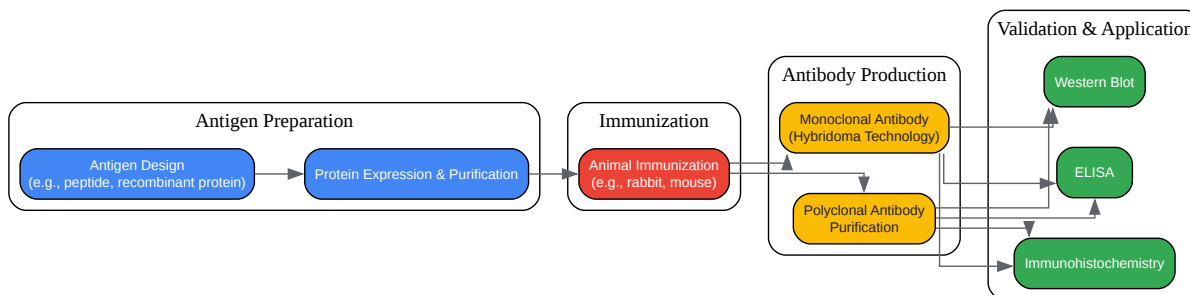 Antigen Preparation
Antigen Design
(e.g., peptide, recombinant protein)
Protein Expression & Purification
Immunization
Animal Immunization
(e.g., rabbit, mouse)
Antibody Production
Monoclonal Antibody
(Hybridoma Technology)
Polyclonal Antibody
Purification
Validation & Application
Western Blot
ELISA
Immunohistochemistry